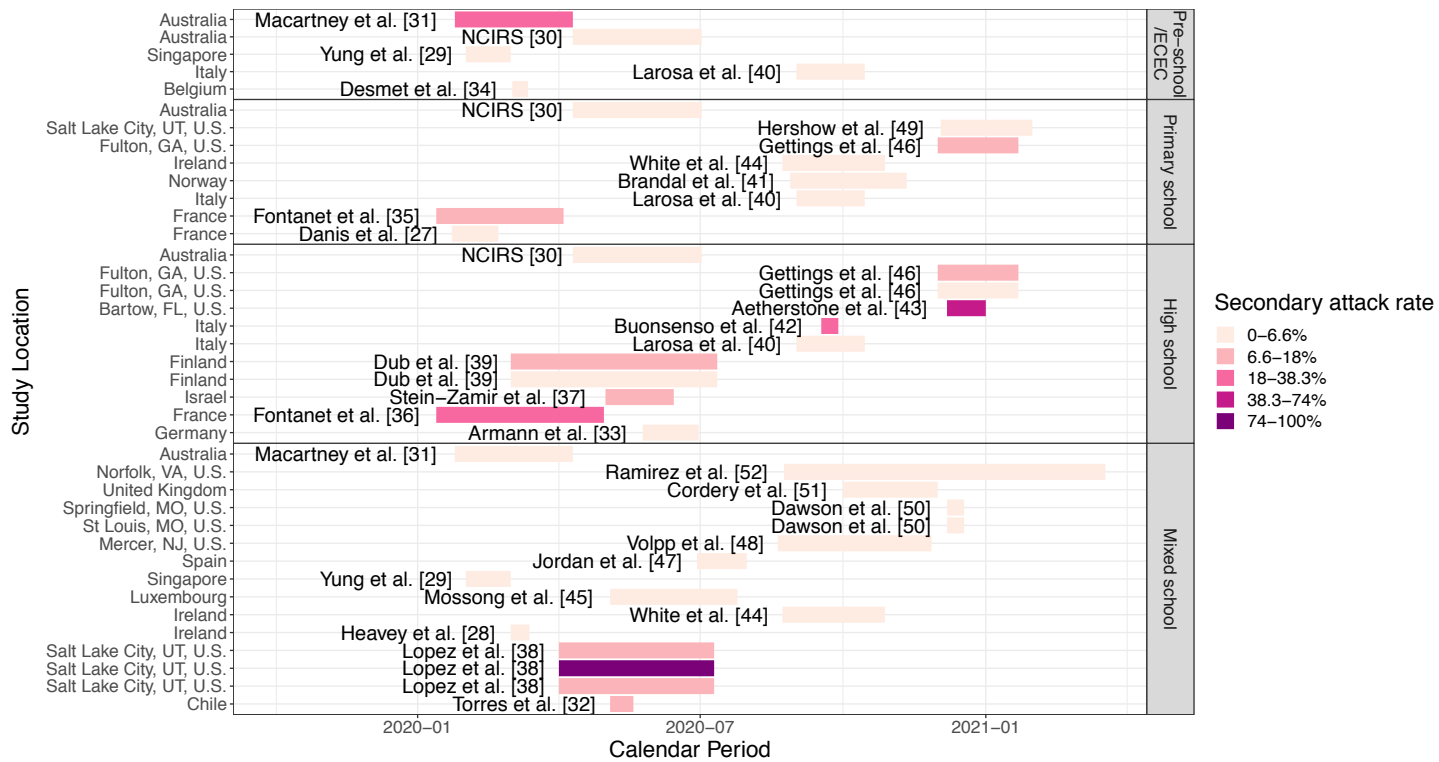 Study Location
Australia Macartney et al. [31]
Australia NCIRS [30]
Singapore Yung et al. [29]
Italy Larosa et al. [40]
Belgium Desmet et al. [34]
Pre−school
/ECEC
Australia NCIRS [30]
Salt Lake City, UT, U.S. Hershow et al. [49]
Fulton, GA, U.S. Gettings et al. [46]
Ireland White et al. [44]
Norway Brandal et al. [41]
Italy Larosa et al. [40]
France Fontanet et al. [35]
France Danis et al. [27]
Primary school
Australia NCIRS [30]
Fulton, GA, U.S. Gettings et al. [46]
Fulton, GA, U.S. Gettings et al. [46]
Bartow, FL, U.S. Aetherstone et al. [43]
Italy Buonsenso et al. [42]
Italy Larosa et al. [40]
Finland Dub et al. [39]
Finland Dub et al. [39]
Israel Stein−Zamir et al. [37]
France Fontanet et al. [36]
Germany Armann et al. [33]
High school
Australia Macartney et al. [31]
Norfolk, VA, U.S. Ramirez et al. [52]
United Kingdom Cordery et al. [51]
Springfield, MO, U.S. Dawson et al. [50]
St Louis, MO, U.S. Dawson et al. [50]
Mercer, NJ, U.S. Volpp et al. [48]
Spain Jordan et al. [47]
Singapore Yung et al. [29]
Luxembourg Mossong et al. [45]
Ireland White et al. [44]
Ireland Heavey et al. [28]
Salt Lake City, UT, U.S. Lopez et al. [38]
Salt Lake City, UT, U.S. Lopez et al. [38]
Salt Lake City, UT, U.S. Lopez et al. [38]
Chile Torres et al. [32]
Mixed school
2020−01 2020−07 2021−01
Calendar Period
Secondary attack rate
0−6.6%
6.6−18%
18−38.3%
38.3−74%
74−100%